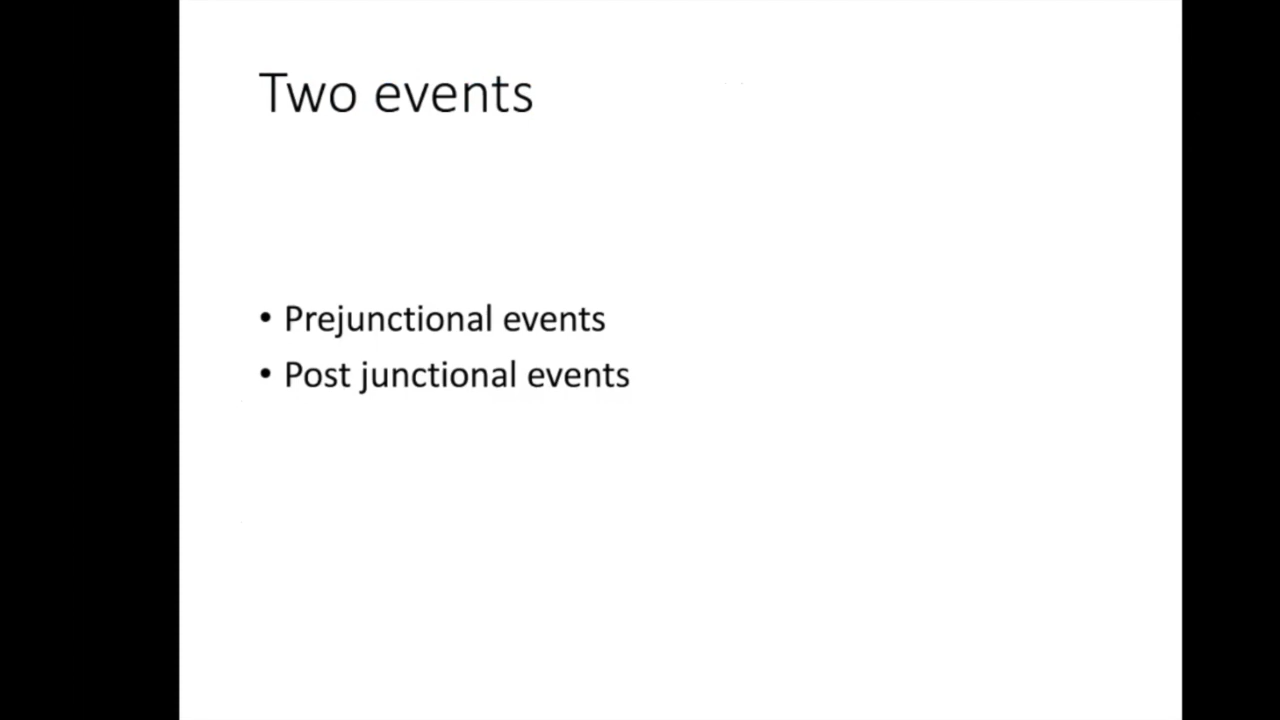 Two events
• Prejunctional events
• Post junctional events